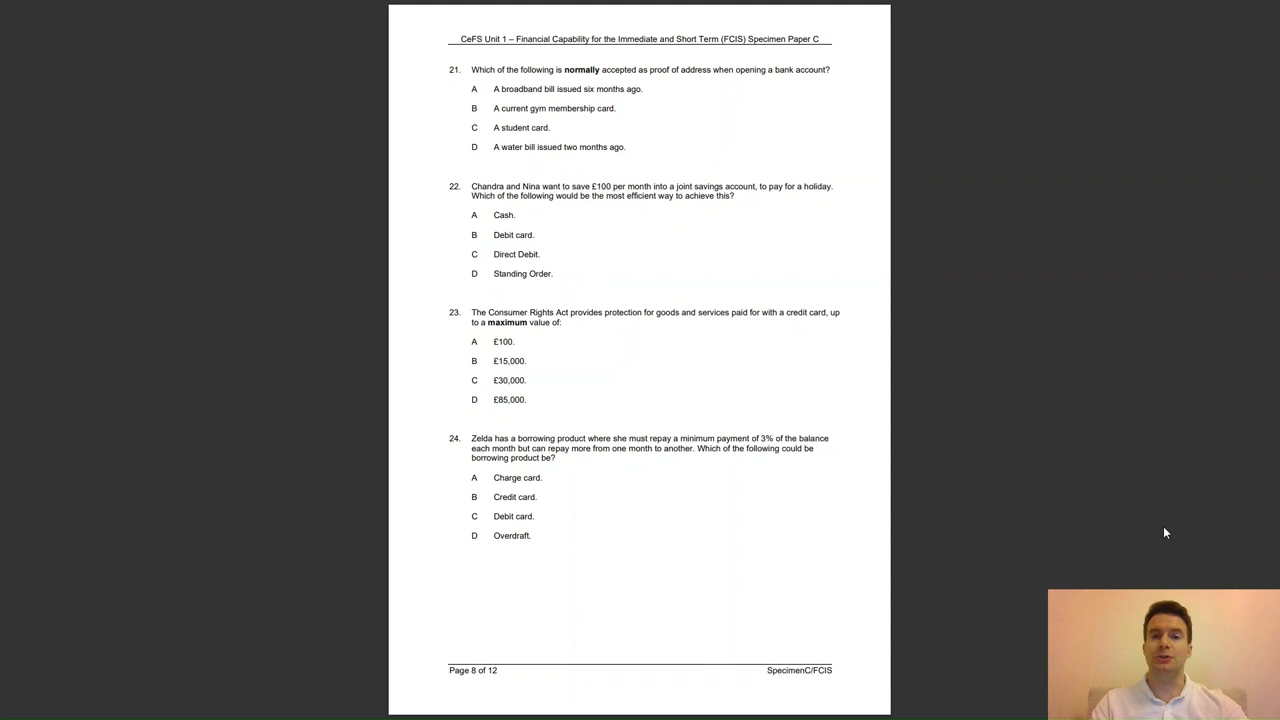 CeFS Unit 1 – Financial Capability for the Immediate and Short Term (FCIS) Specimen Paper C
21. Which of the following is normally accepted as proof of address when opening a bank account?
A A broadband bill issued six months ago.
B A current gym membership card.
C A student card.
D A water bill issued two months ago.
22. Chandra and Nina want to save £100 per month into a joint savings account, to pay for a holiday.
Which of the following would be the most efficient way to achieve this?
A Cash.
B Debit card.
C Direct Debit.
D Standing Order.
23. The Consumer Rights Act provides protection for goods and services paid for with a credit card, up
to a maximum value of:
A £100.
B £15,000.
C £30,000.
D £85,000.
24. Zelda has a borrowing product where she must repay a minimum payment of 3% of the balance
each month but can repay more from one month to another. Which of the following could be
borrowing product be?
A Charge card.
B Credit card.
C Debit card.
D Overdraft.
Page 8 of 12 SpecimenC/FCIS